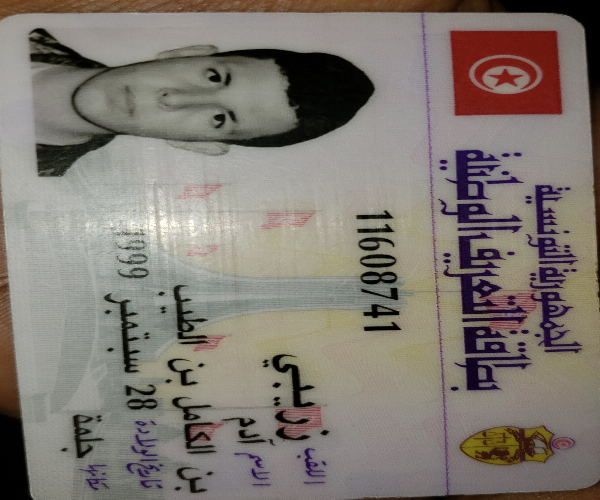 الجمهورية التونسية
بطاقة التعريف الوطنية
11608741
اللقب
الاسم آدم
بن الكامل بن الطيب
تاريخ الولادة 28 سبتمبر 1999
مكانها جلمة